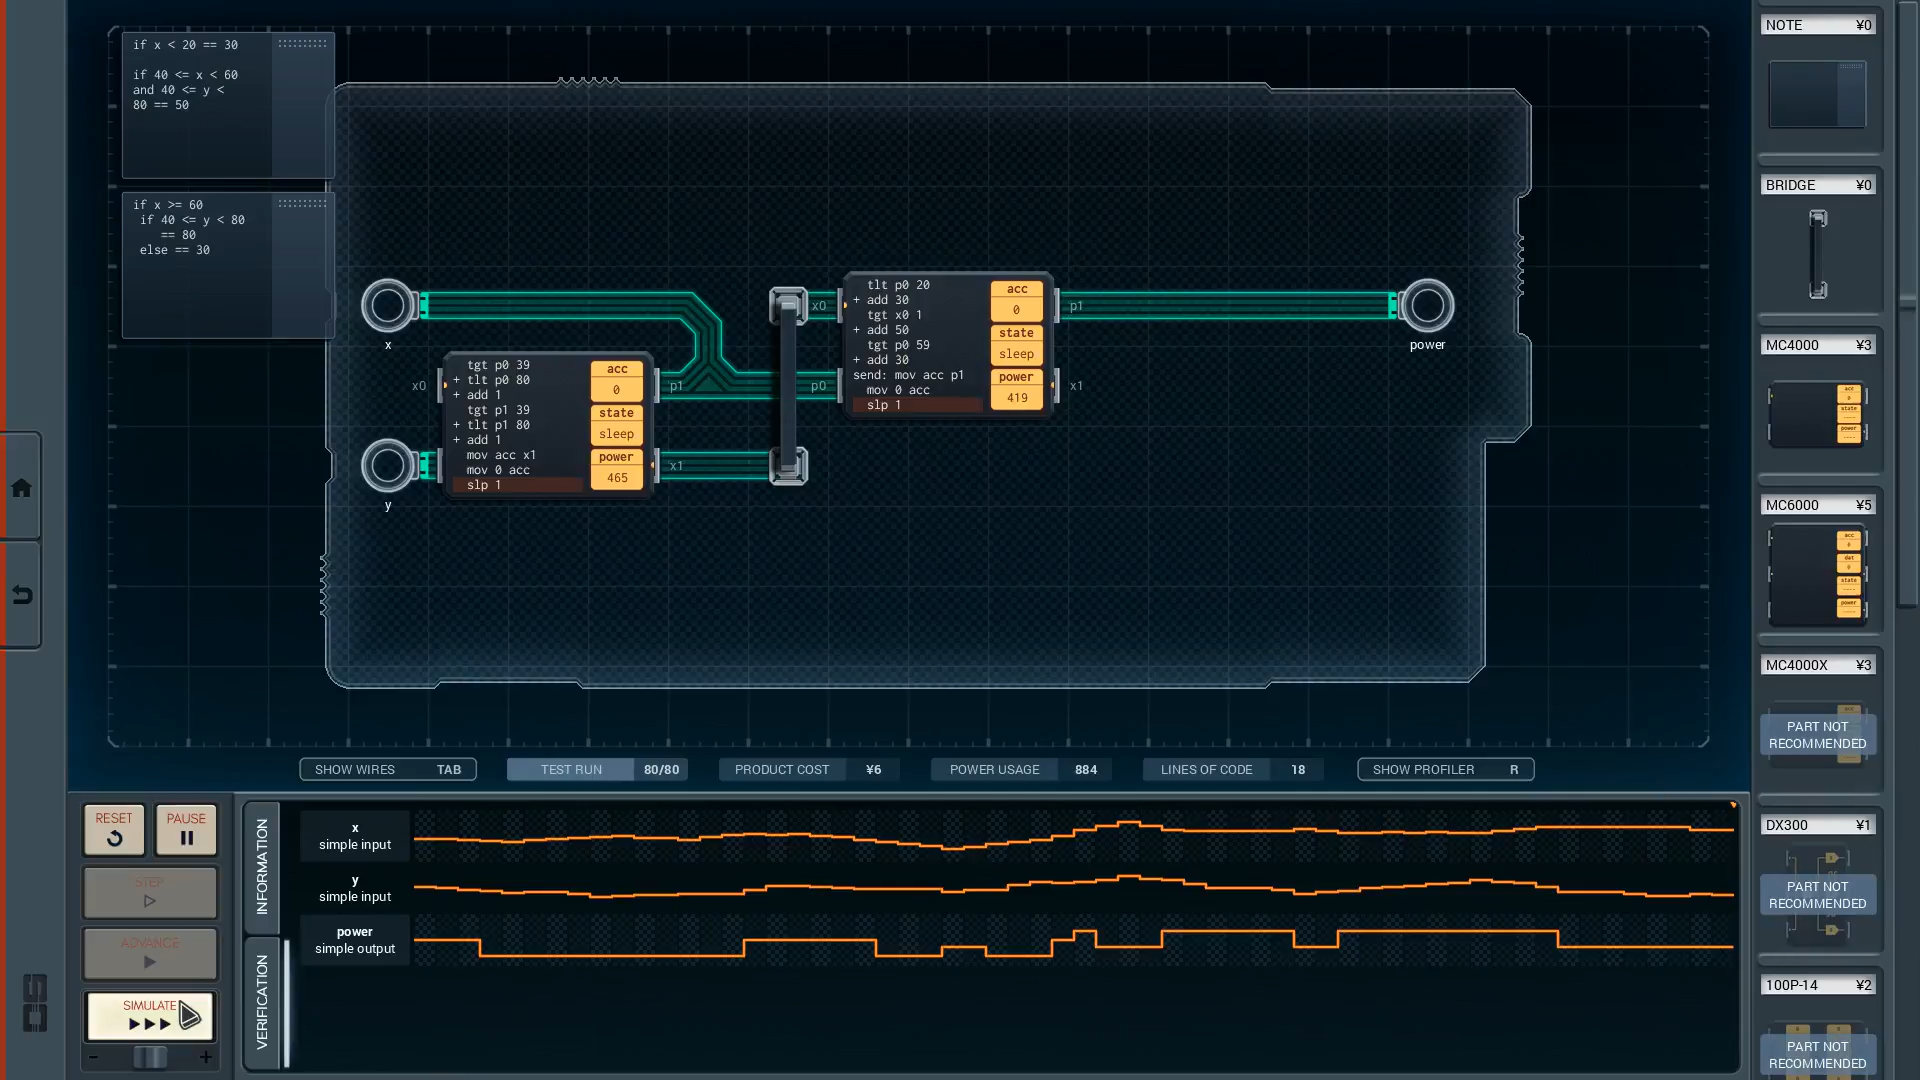 if x < 20 == 30
if 40 <= x < 60
and 40 <= y <
80 == 50
if x >= 60
if 40 <= y < 80
== 80
else == 30
x
y
power
x0
tgt p0 39
+ tlt p0 80
+ add 1
tgt p1 39
+ tlt p1 80
+ add 1
mov acc x1
mov 0 acc
slp 1
acc
0
state
sleep
power
465
p1
x1
x0
p0
tlt p0 20
+ add 30
tgt x0 1
+ add 50
tgt p0 59
+ add 30
send: mov acc p1
mov 0 acc
slp 1
acc
0
state
sleep
power
419
p1
x1
NOTE ¥0
BRIDGE ¥0
MC4000 ¥3
MC6000 ¥5
MC4000X ¥3
PART NOT
RECOMMENDED
DX300 ¥1
PART NOT
RECOMMENDED
100P-14 ¥2
PART NOT
RECOMMENDED
SHOW WIRES TAB
TEST RUN 80/80
PRODUCT COST ¥6
POWER USAGE 884
LINES OF CODE 18
SHOW PROFILER R
RESET
PAUSE
STEP
ADVANCE
SIMULATE
- +
INFORMATION
VERIFICATION
x
simple input
y
simple input
power
simple output